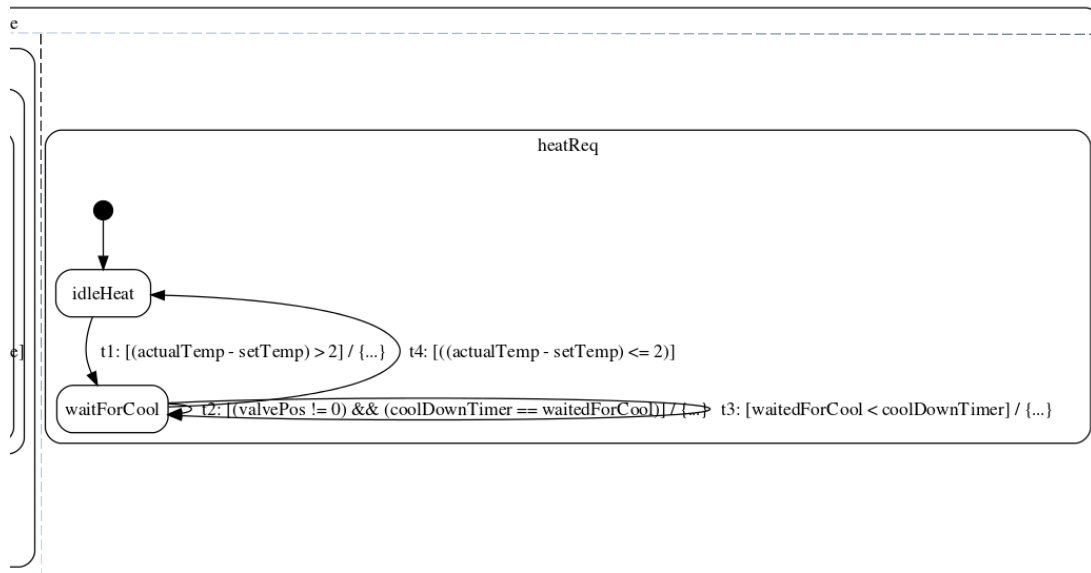 e
heatReq
idleHeat
e]
t1: [(actualTemp - setTemp) > 2] / {...}
t4: [((actualTemp - setTemp) <= 2)]
waitForCool
t2: [(valvePos != 0) && (coolDownTimer == waitedForCool)] / {...}
t3: [waitedForCool < coolDownTimer] / {...}